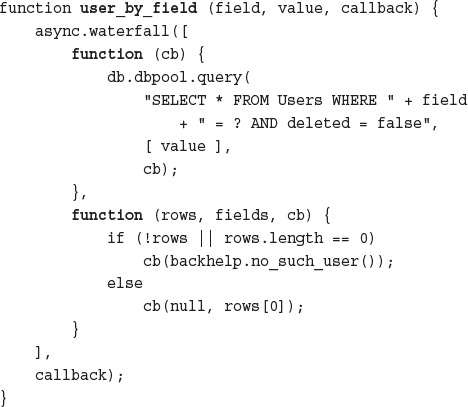 function user_by_field (field, value, callback) {
    async.waterfall([
        function (cb) {
            db.dbpool.query(
                "SELECT * FROM Users WHERE " + field
                    + " = ? AND deleted = false",
                [ value ],
                cb);
        },
        function (rows, fields, cb) {
            if (!rows || rows.length == 0)
                cb(backhelp.no_such_user());
            else
                cb(null, rows[0]);
        }
    ],
    callback);
}